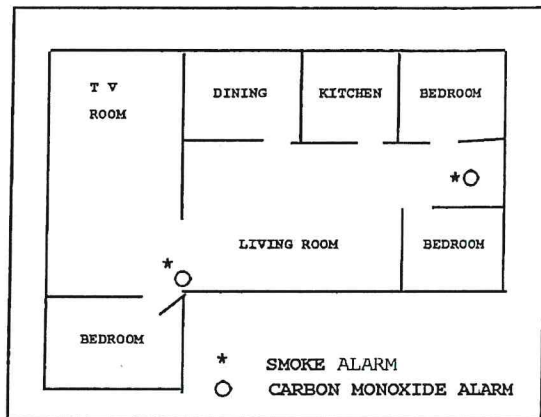 T V
ROOM
DINING
KITCHEN
BEDROOM
LIVING ROOM
BEDROOM
BEDROOM
* SMOKE ALARM
CARBON MONOXIDE ALARM